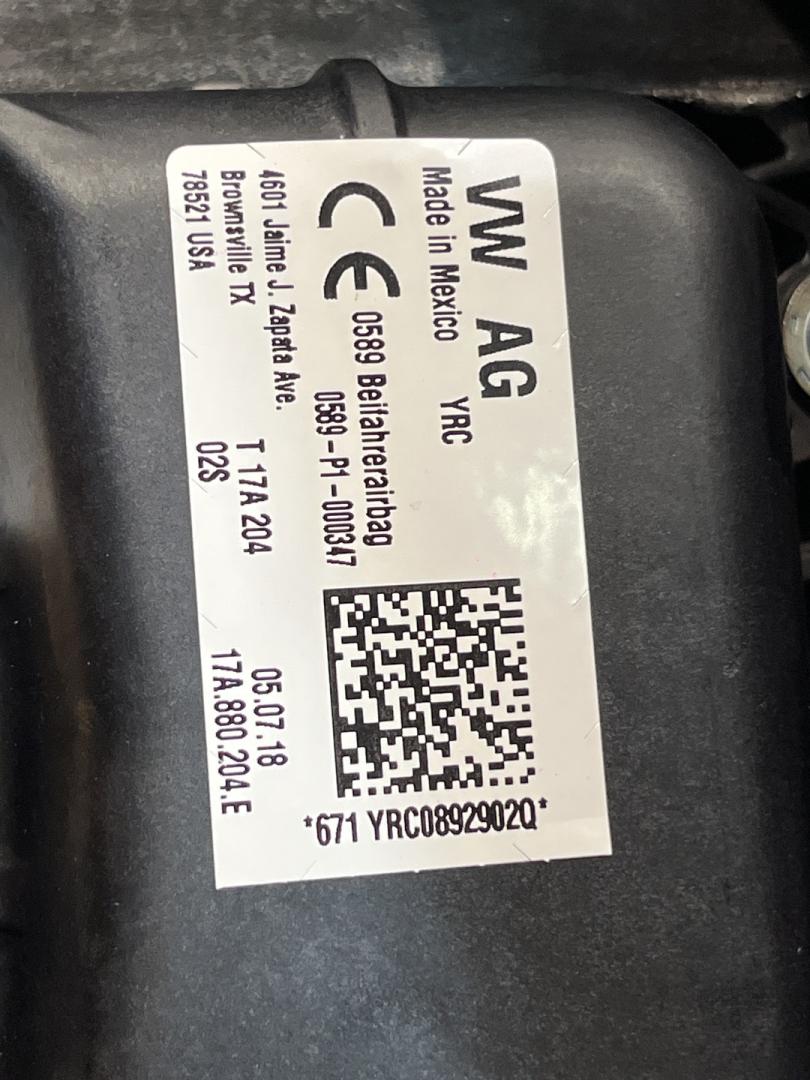 VW AG
Made in Mexico YRC
CE 0589 Beifahrerairbag
0589-P1-000347
4601 Jaime J. Zapata Ave.
Brownsville TX
78521 USA
T 17A 204
02S
05.07.18
17A.880.204.E
*671 YRC0892902Q*